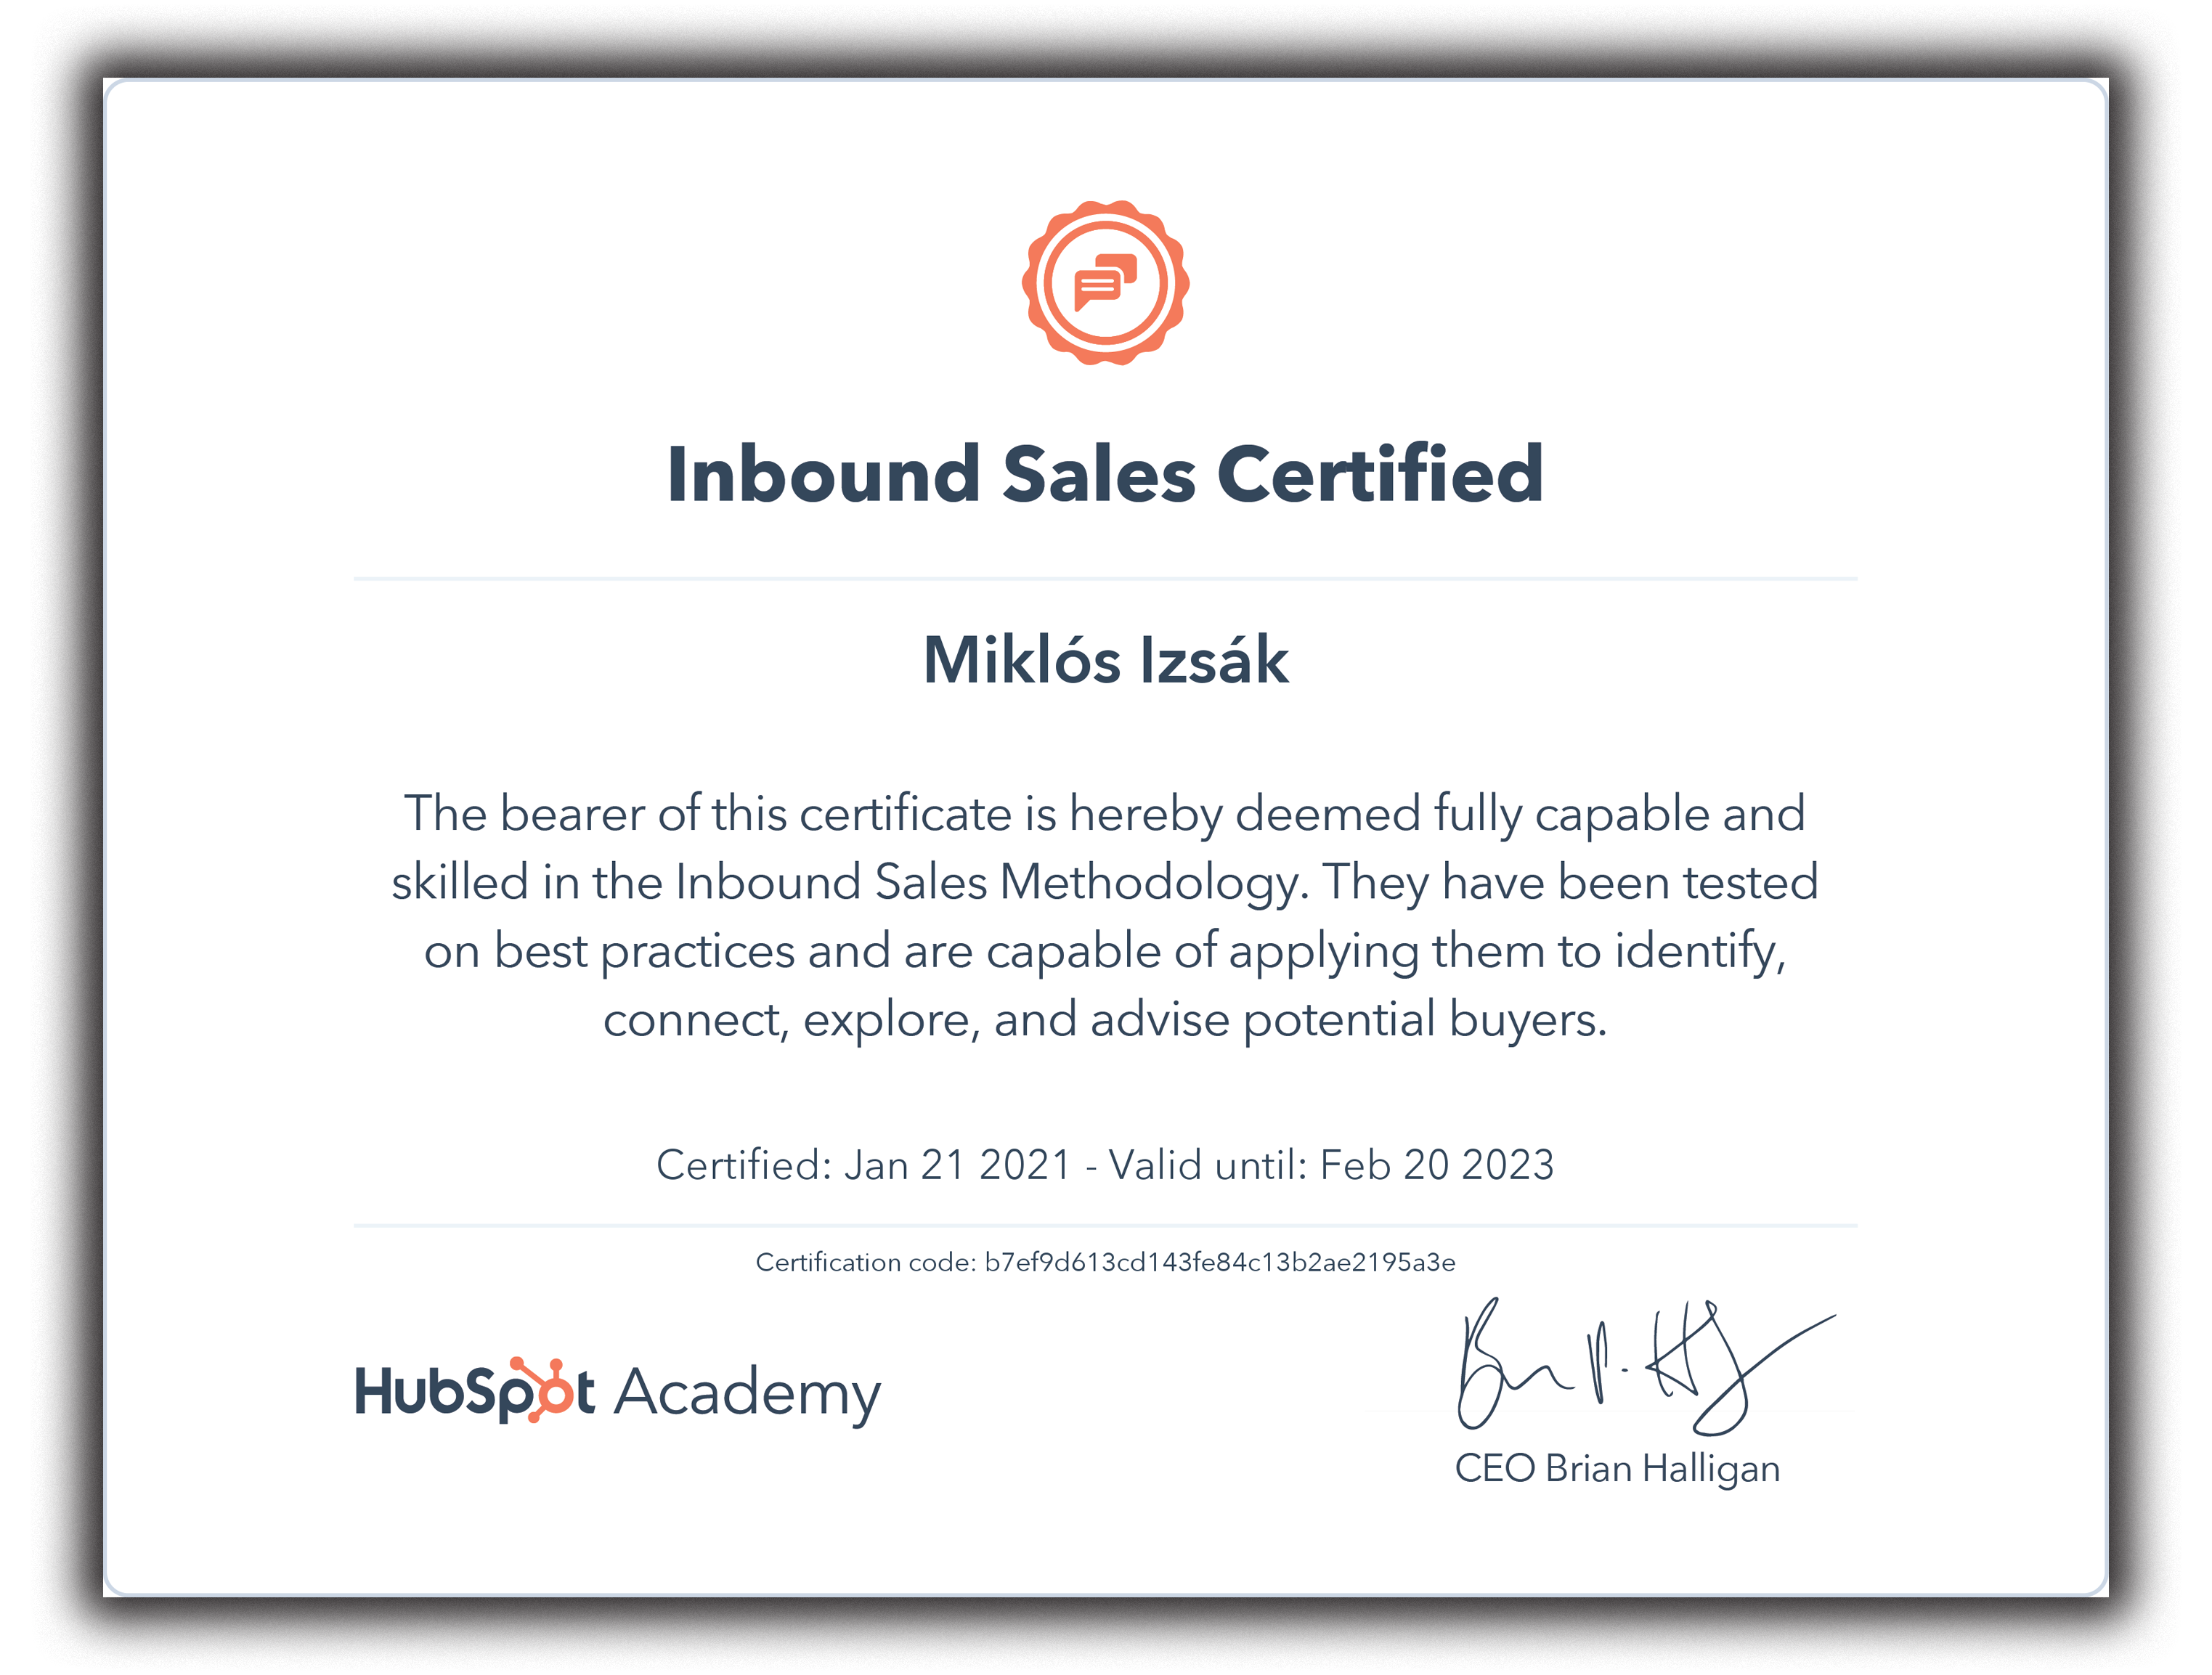 Inbound Sales Certified
Miklós Izsák
The bearer of this certificate is hereby deemed fully capable and
skilled in the Inbound Sales Methodology. They have been tested
on best practices and are capable of applying them to identify,
connect, explore, and advise potential buyers.
Certified: Jan 21 2021 - Valid until: Feb 20 2023
Certification code: b7ef9d613cd143fe84c13b2ae2195a3e
HubSpot Academy
CEO Brian Halligan